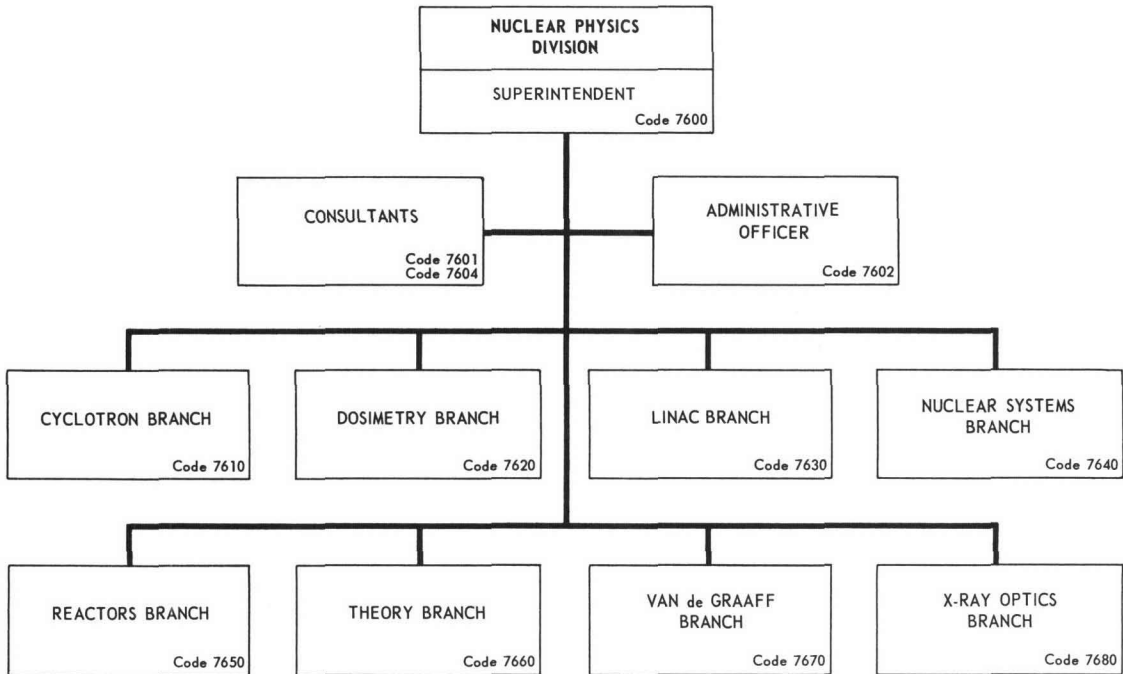 NUCLEAR PHYSICS
DIVISION
SUPERINTENDENT
Code 7600
CONSULTANTS
Code 7601
Code 7604
ADMINISTRATIVE
OFFICER
Code 7602
CYCLOTRON BRANCH
Code 7610
DOSIMETRY BRANCH
Code 7620
LINAC BRANCH
Code 7630
NUCLEAR SYSTEMS
BRANCH
Code 7640
REACTORS BRANCH
Code 7650
THEORY BRANCH
Code 7660
VAN de GRAAFF
BRANCH
Code 7670
X-RAY OPTICS
BRANCH
Code 7680